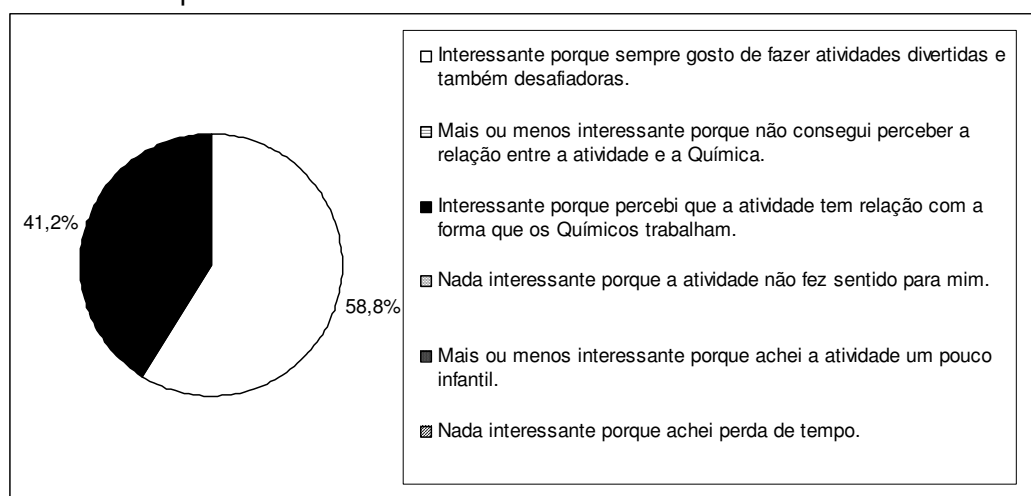 41,2%
58,8%
Interessante porque sempre gosto de fazer atividades divertidas e
também desafiadoras.
Mais ou menos interessante porque não consegui perceber a
relação entre a atividade e a Química.
Interessante porque percebi que a atividade tem relação com a
forma que os Químicos trabalham.
Nada interessante porque a atividade não fez sentido para mim.
Mais ou menos interessante porque achei a atividade um pouco
infantil.
Nada interessante porque achei perda de tempo.